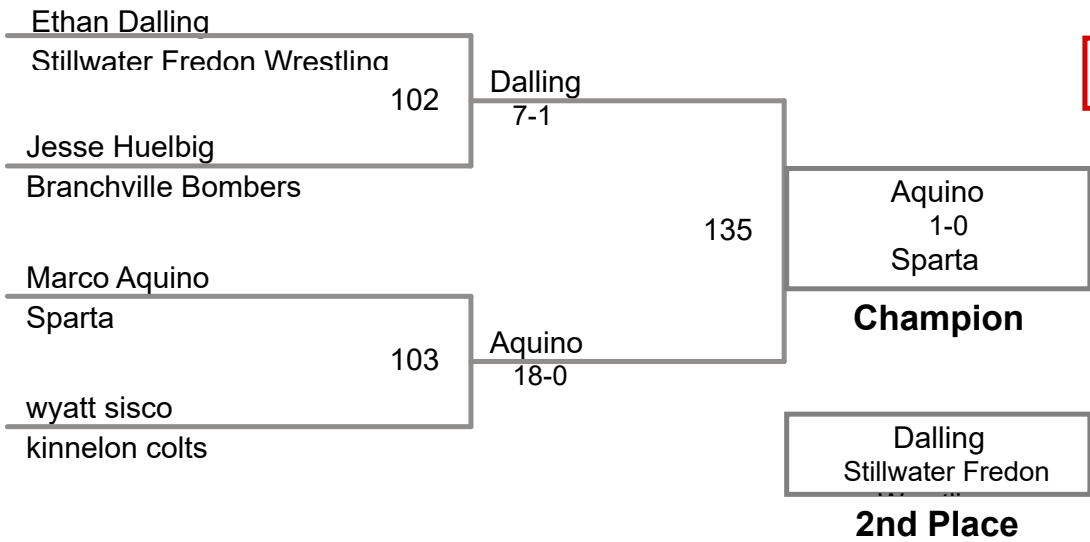 Ethan Dalling
Stillwater Fredon Wrestling
102
Dalling
7-1
Jesse Huelbig
Branchville Bombers
135
Aquino
1-0
Sparta
Champion
Marco Aquino
Sparta
103
Aquino
18-0
wyatt sisco
kinnelon colts
Dalling
Stillwater Fredon
2nd Place